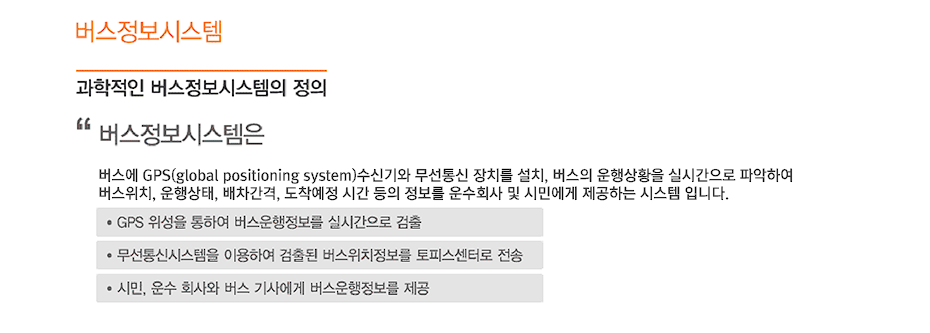 버스정보시스템
과학적인 버스정보시스템의 정의
“ 버스정보시스템은
버스에 GPS(global positioning system)수신기와 무선통신 장치를 설치, 버스의 운행상황을 실시간으로 파악하여
버스위치, 운행상태, 배차간격, 도착예정 시간 등의 정보를 운수회사 및 시민에게 제공하는 시스템 입니다.
• GPS 위성을 통하여 버스운행정보를 실시간으로 검출
• 무선통신시스템을 이용하여 검출된 버스위치정보를 토피스센터로 전송
• 시민, 운수 회사와 버스 기사에게 버스운행정보를 제공